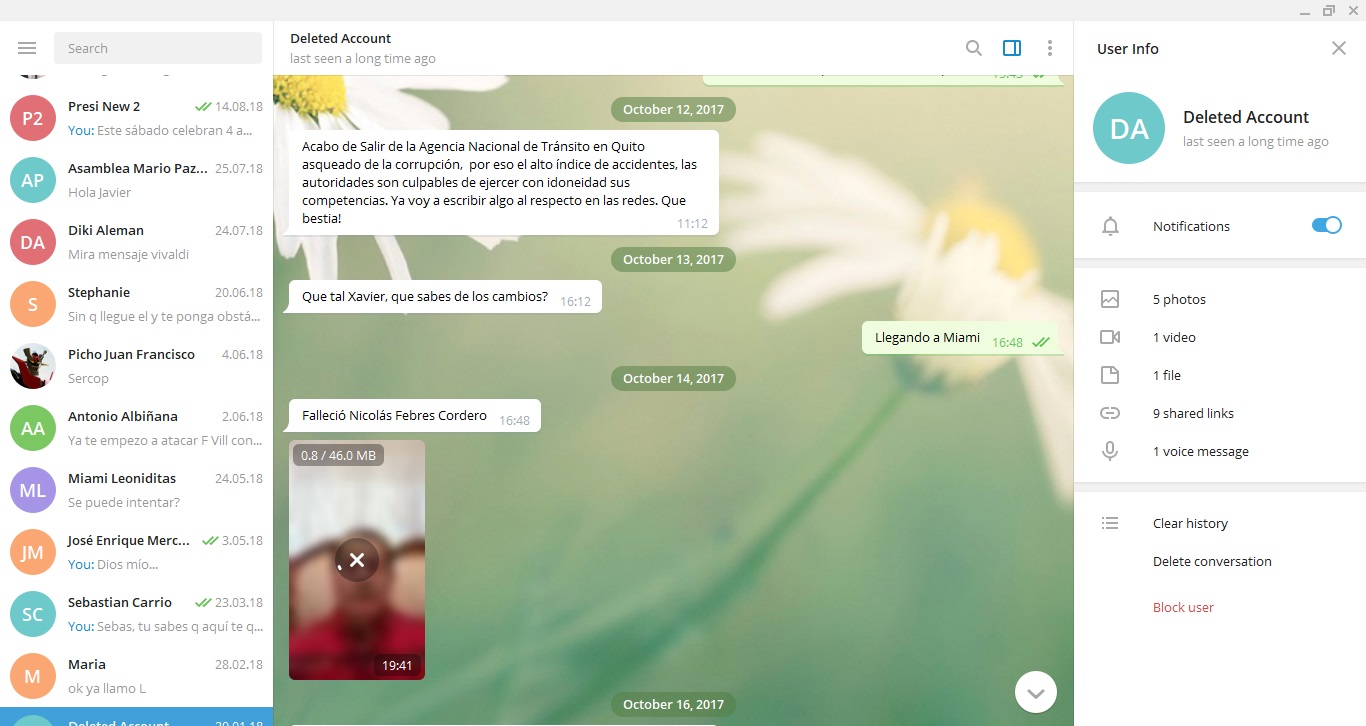 Search
P2
Presi New 2
14.08.18
You: Este sábado celebran 4 a...
AP
Asamblea Mario Paz...
25.07.18
Hola Javier
DA
Diki Aleman
24.07.18
Mira mensaje vivaldi
S
Stephanie
20.06.18
Sin q llegue el y te ponga obstá...
Picho Juan Francisco
4.06.18
Sercop
AA
Antonio Albiñana
2.06.18
Ya te empezo a atacar F Vill con...
ML
Miami Leoniditas
24.05.18
Se puede intentar?
JM
José Enrique Merc...
3.05.18
You: Dios mío...
SC
Sebastian Carrio
23.03.18
You: Sebas, tu sabes q aquí te q...
M
Maria
28.02.18
ok ya llamo L
Deleted Account
Deleted Account
last seen a long time ago
October 12, 2017
Acabo de Salir de la Agencia Nacional de Tránsito en Quito
asqueado de la corrupción, por eso el alto índice de accidentes, las
autoridades son culpables de ejercer con idoneidad sus
competencias. Ya voy a escribir algo al respecto en las redes. Que
bestia!
11:12
October 13, 2017
Que tal Xavier, que sabes de los cambios?
16:12
Llegando a Miami
16:48
October 14, 2017
Falleció Nicolás Febres Cordero
16:48
0.8 / 46.0 MB
19:41
October 16, 2017
User Info
DA
Deleted Account
last seen a long time ago
Notifications
5 photos
1 video
1 file
9 shared links
1 voice message
Clear history
Delete conversation
Block user